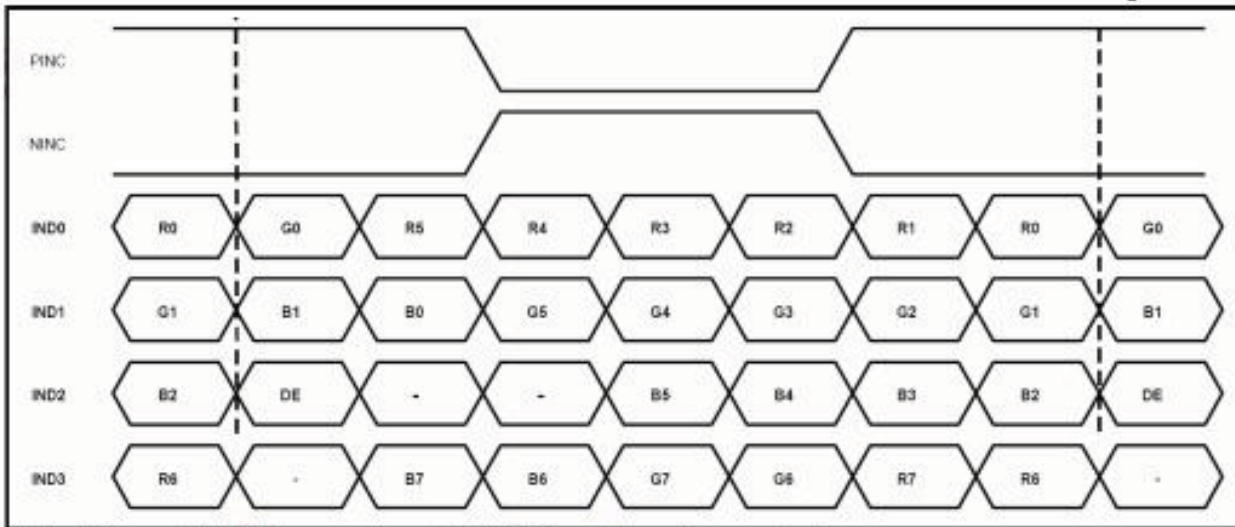 PINC
NINC
IND0 R0 G0 R5 R4 R3 R2 R1 R0 G0
IND1 G1 B1 B0 G5 G4 G3 G2 G1 B1
IND2 B2 DE - - B5 B4 B3 B2 DE
IND3 R6 - B7 B6 G7 G6 R7 R6 -